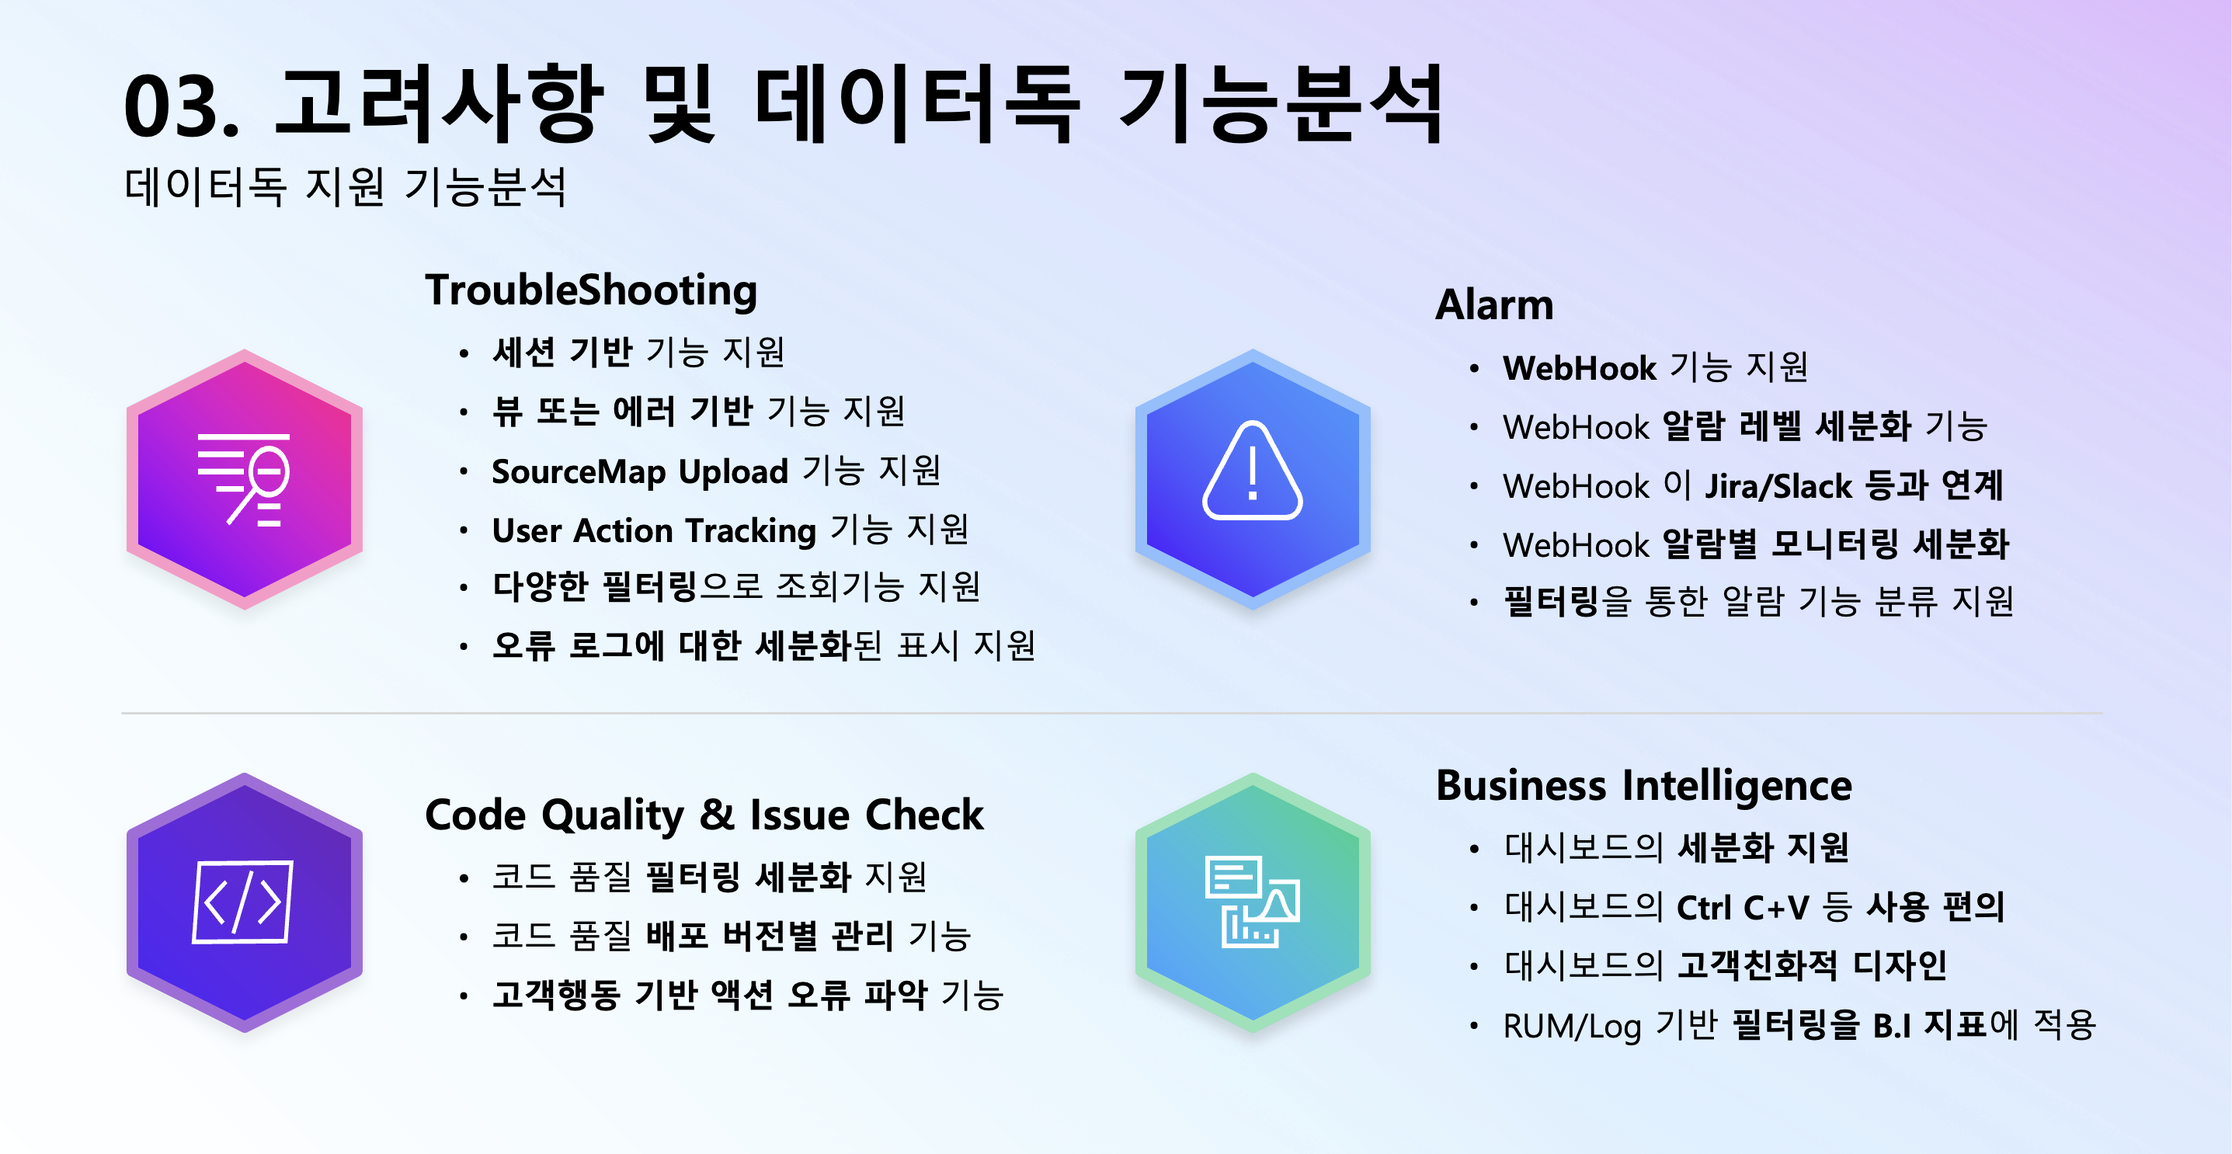 03. 고려사항 및 데이터독 기능분석
데이터독 지원 기능분석
TroubleShooting
• 세션 기반 기능 지원
• 뷰 또는 에러 기반 기능 지원
• SourceMap Upload 기능 지원
• User Action Tracking 기능 지원
• 다양한 필터링으로 조회기능 지원
• 오류 로그에 대한 세분화된 표시 지원
Alarm
• WebHook 기능 지원
• WebHook 알람 레벨 세분화 기능
• WebHook 이 Jira/Slack 등과 연계
• WebHook 알람별 모니터링 세분화
• 필터링을 통한 알람 기능 분류 지원
Code Quality & Issue Check
• 코드 품질 필터링 세분화 지원
• 코드 품질 배포 버전별 관리 기능
• 고객행동 기반 액션 오류 파악 기능
Business Intelligence
• 대시보드의 세분화 지원
• 대시보드의 Ctrl C+V 등 사용 편의
• 대시보드의 고객친화적 디자인
• RUM/Log 기반 필터링을 B.I 지표에 적용